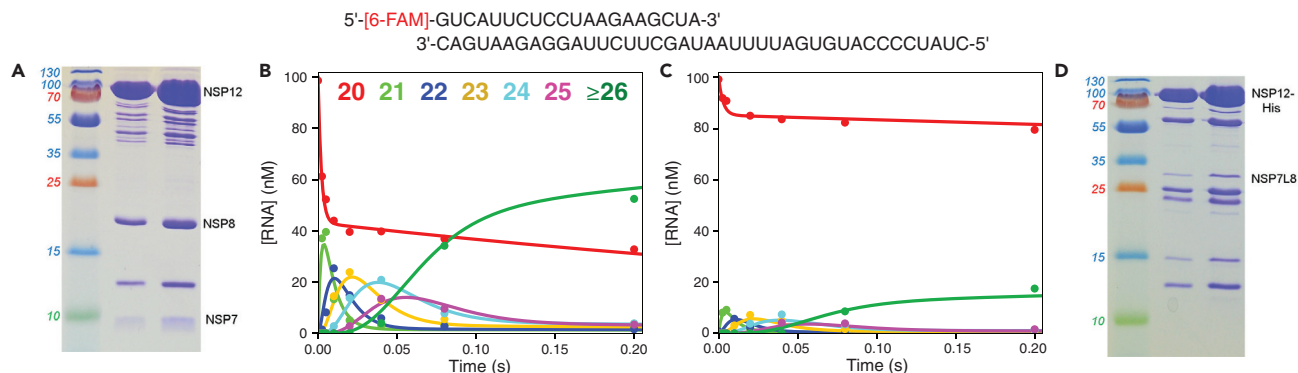 5'-[6-FAM]-GUCAUUCUCCUAAGAAGCUA-3'
3'-CAGUAAGAGGAUUCUUCGAUAAUUUUAGUGUACCCCUAUC-5'
A
130
100
70
55
35
25
15
10
NSP12
NSP8
NSP7
B
20 21 22 23 24 25 ≥26
100
80
60
40
20
0
[RNA] (nM)
0.00 0.05 0.10 0.15 0.20
Time (s)
C
100
80
60
40
20
0
[RNA] (nM)
0.00 0.05 0.10 0.15 0.20
Time (s)
D
130
100
70
55
35
25
15
10
NSP12-
His
NSP7L8